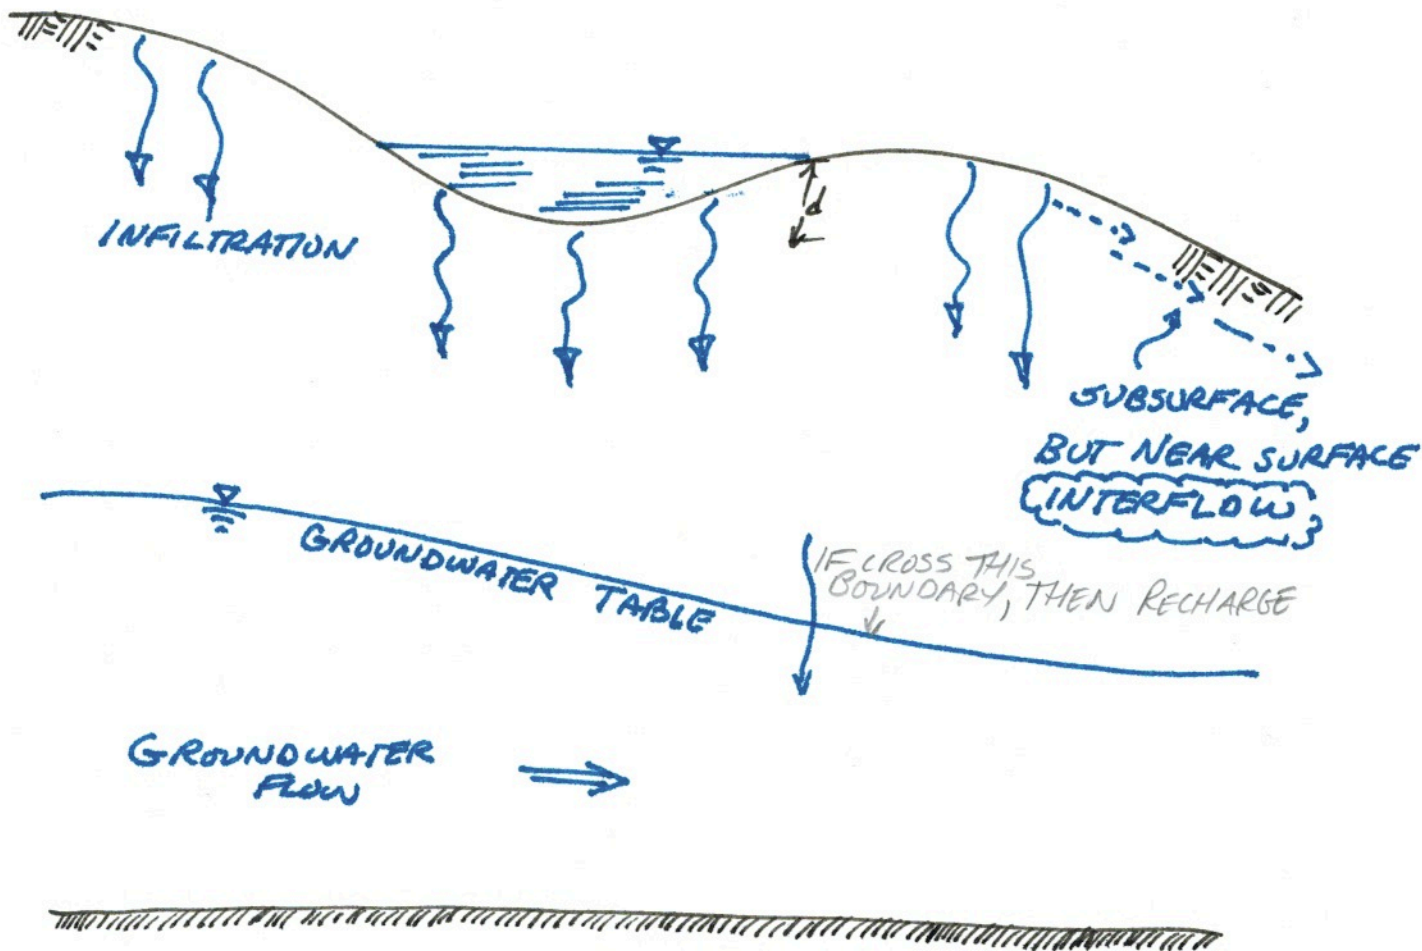 d
INFILTRATION
SUBSURFACE,
BUT NEAR SURFACE
INTERFLOW
GROUNDWATER TABLE
IF CROSS THIS
BOUNDARY, THEN RECHARGE
GROUNDWATER
FLOW